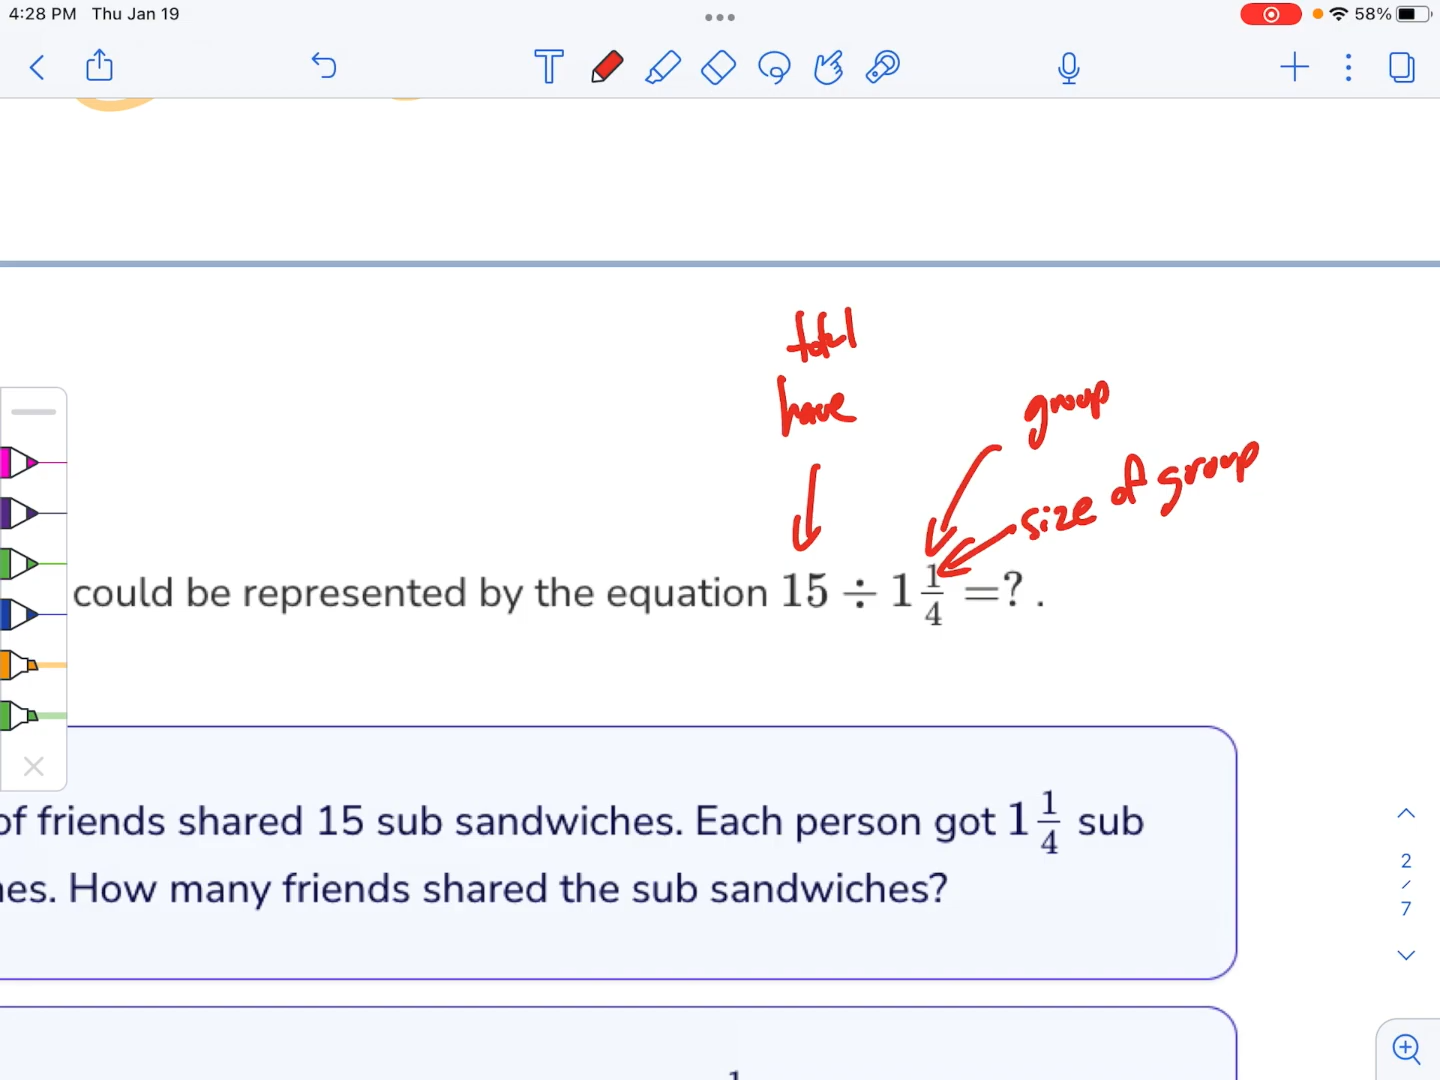 4:28 PM Thu Jan 19
58%
total
have
group
size of group
could be represented by the equation 15 ÷ 1 1/4 =? .
of friends shared 15 sub sandwiches. Each person got 1 1/4 sub
es. How many friends shared the sub sandwiches?
2
/
7
1